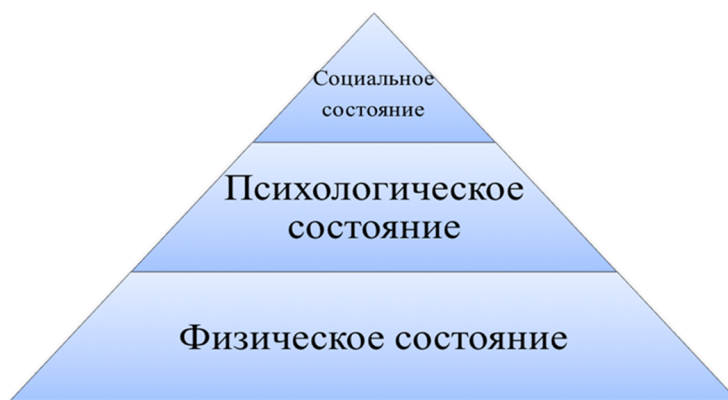 Социальное
состояние
Психологическое
состояние
Физическое состояние